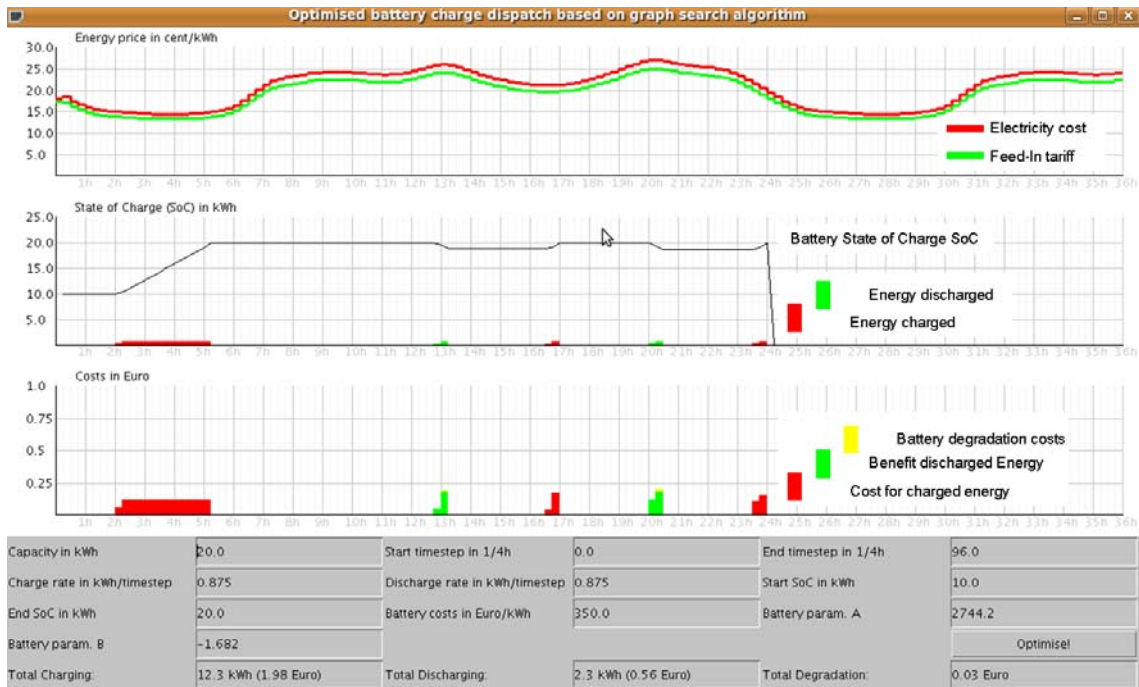 Optimised battery charge dispatch based on graph search algorithm
Energy price in cent/kWh
30.0
25.0
20.0
15.0
10.0
5.0
Electricity cost
Feed-In tariff
1h 2h 3h 4h 5h 6h 7h 8h 9h 10h 11h 12h 13h 14h 15h 16h 17h 18h 19h 20h 21h 22h 23h 24h 25h 26h 27h 28h 29h 30h 31h 32h 33h 34h 35h 36h
State of Charge (SoC) in kWh
25.0
20.0
15.0
10.0
5.0
Battery State of Charge SoC
Energy discharged
Energy charged
1h 2h 3h 4h 5h 6h 7h 8h 9h 10h 11h 12h 13h 14h 15h 16h 17h 18h 19h 20h 21h 22h 23h 24h 25h 26h 27h 28h 29h 30h 31h 32h 33h 34h 35h 36h
Costs in Euro
1.0
0.75
0.5
0.25
Battery degradation costs
Benefit discharged Energy
Cost for charged energy
1h 2h 3h 4h 5h 6h 7h 8h 9h 10h 11h 12h 13h 14h 15h 16h 17h 18h 19h 20h 21h 22h 23h 24h 25h 26h 27h 28h 29h 30h 31h 32h 33h 34h 35h 36h
Capacity in kWh 20.0 Start timestep in 1/4h 0.0 End timestep in 1/4h 96.0
Charge rate in kWh/timestep 0.875 Discharge rate in kWh/timestep 0.875 Start SoC in kWh 10.0
End SoC in kWh 20.0 Battery costs in Euro/kWh 350.0 Battery param. A 2744.2
Battery param. B -1.682 Optimise!
Total Charging: 12.3 kWh (1.98 Euro) Total Discharging: 2.3 kWh (0.56 Euro) Total Degradation: 0.03 Euro